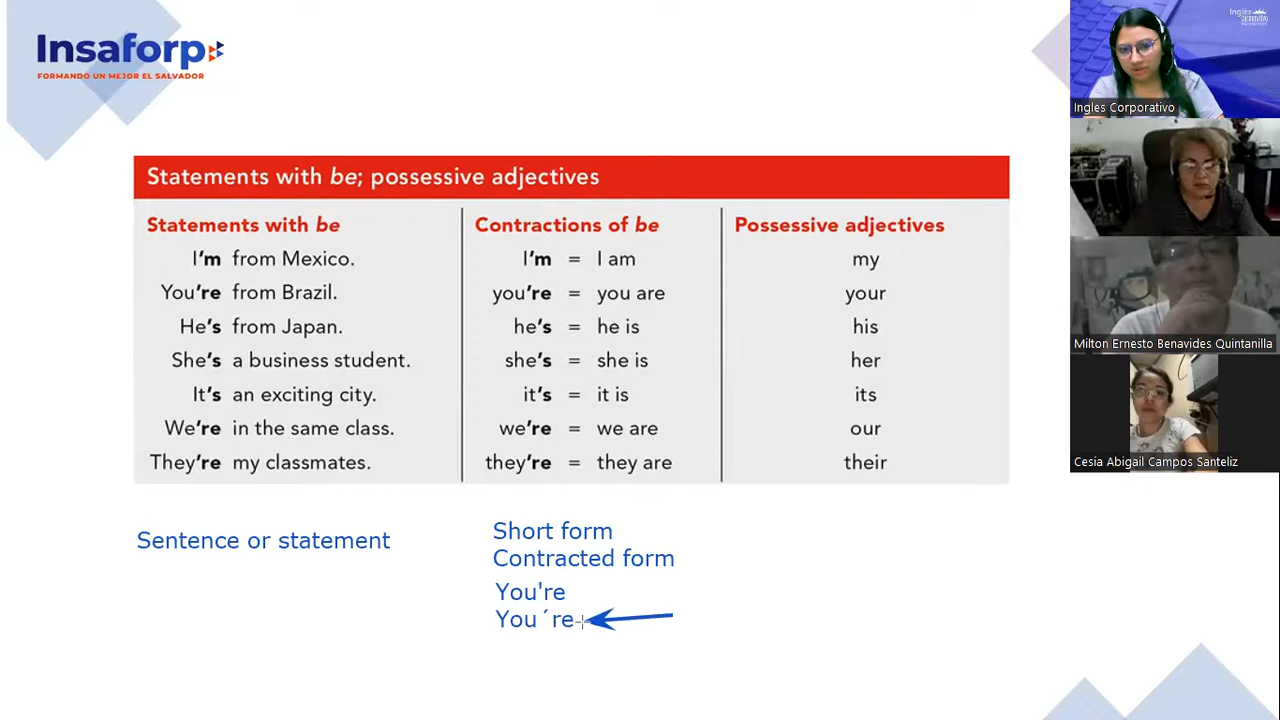 Insaforp
FORMANDO UN MEJOR EL SALVADOR
Statements with be; possessive adjectives
Statements with be
I'm from Mexico.
You're from Brazil.
He's from Japan.
She's a business student.
It's an exciting city.
We're in the same class.
They're my classmates.
Contractions of be
I'm = I am
you're = you are
he's = he is
she's = she is
it's = it is
we're = we are
they're = they are
Possessive adjectives
my
your
his
her
its
our
their
Sentence or statement
Short form
Contracted form
You're
You´re
Ingles Corporativo
Milton Ernesto Benavides Quintanilla
Cesia Abigail Campos Santeliz